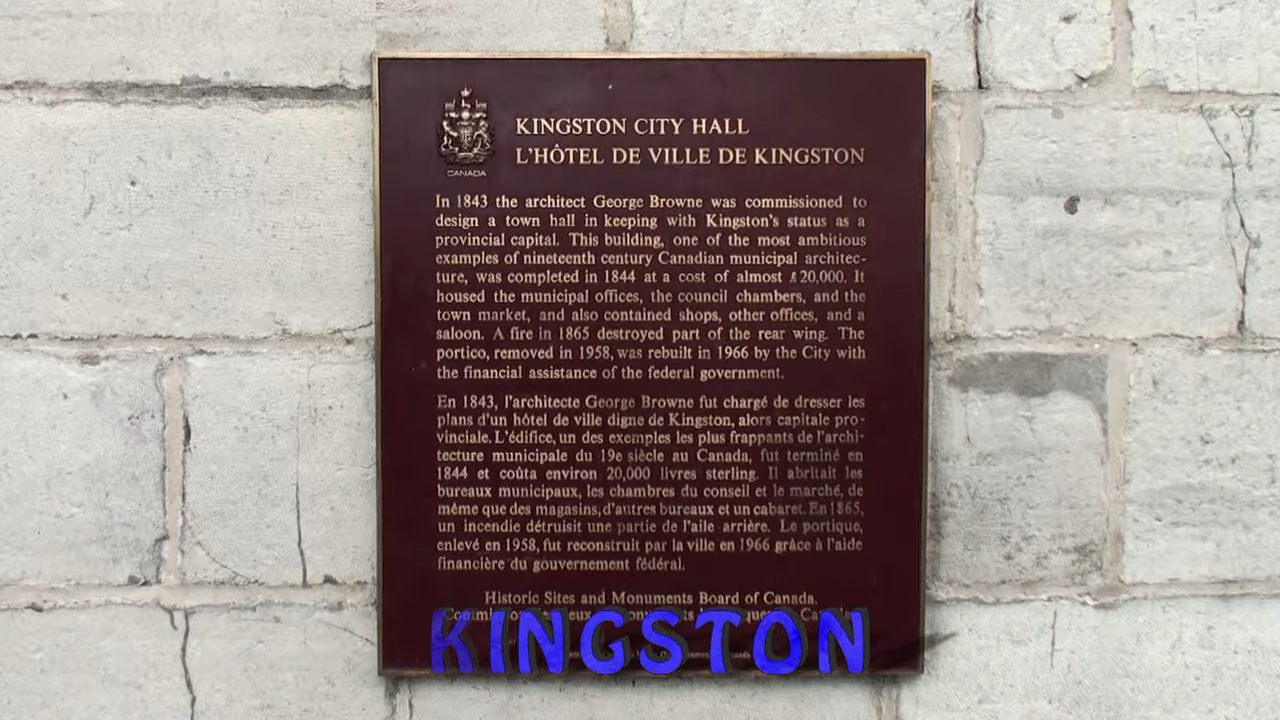 CANADA
KINGSTON CITY HALL
L'HÔTEL DE VILLE DE KINGSTON
In 1843 the architect George Browne was commissioned to
design a town hall in keeping with Kingston's status as a
provincial capital. This building, one of the most ambitious
examples of nineteenth century Canadian municipal architec-
ture, was completed in 1844 at a cost of almost £20,000. It
housed the municipal offices, the council chambers, and the
town market, and also contained shops, other offices, and a
saloon. A fire in 1865 destroyed part of the rear wing. The
portico, removed in 1958, was rebuilt in 1966 by the City with
the financial assistance of the federal government.
En 1843, l'architecte George Browne fut chargé de dresser les
plans d'un hôtel de ville digne de Kingston, alors capitale pro-
vinciale. L'édifice, un des exemples les plus frappants de l'archi-
tecture municipale du 19e siècle au Canada, fut terminé en
1844 et coûta environ 20,000 livres sterling. Il abritait les
bureaux municipaux, les chambres du conseil et le marché, de
même que des magasins, d'autres bureaux et un cabaret. En 1865,
un incendie détruisit une partie de l'aile arrière. Le portique,
enlevé en 1958, fut reconstruit par la ville en 1966 grâce à l'aide
financière du gouvernement fédéral.
Historic Sites and Monuments Board of Canada.
KINGSTON